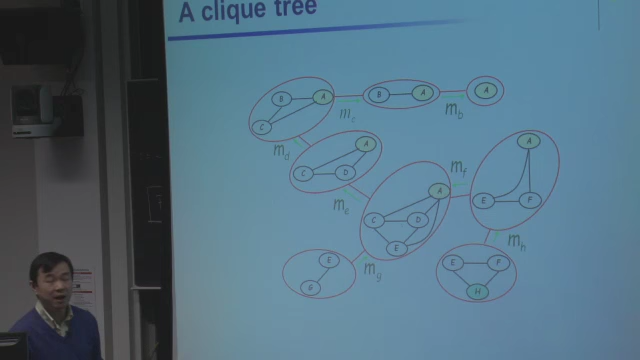 A clique tree
B A
C
m_c
B A
m_b
A
m_d
A
C D
m_e
A
C D
E
m_f
A
E F
E
G
m_g
E F
H
m_h